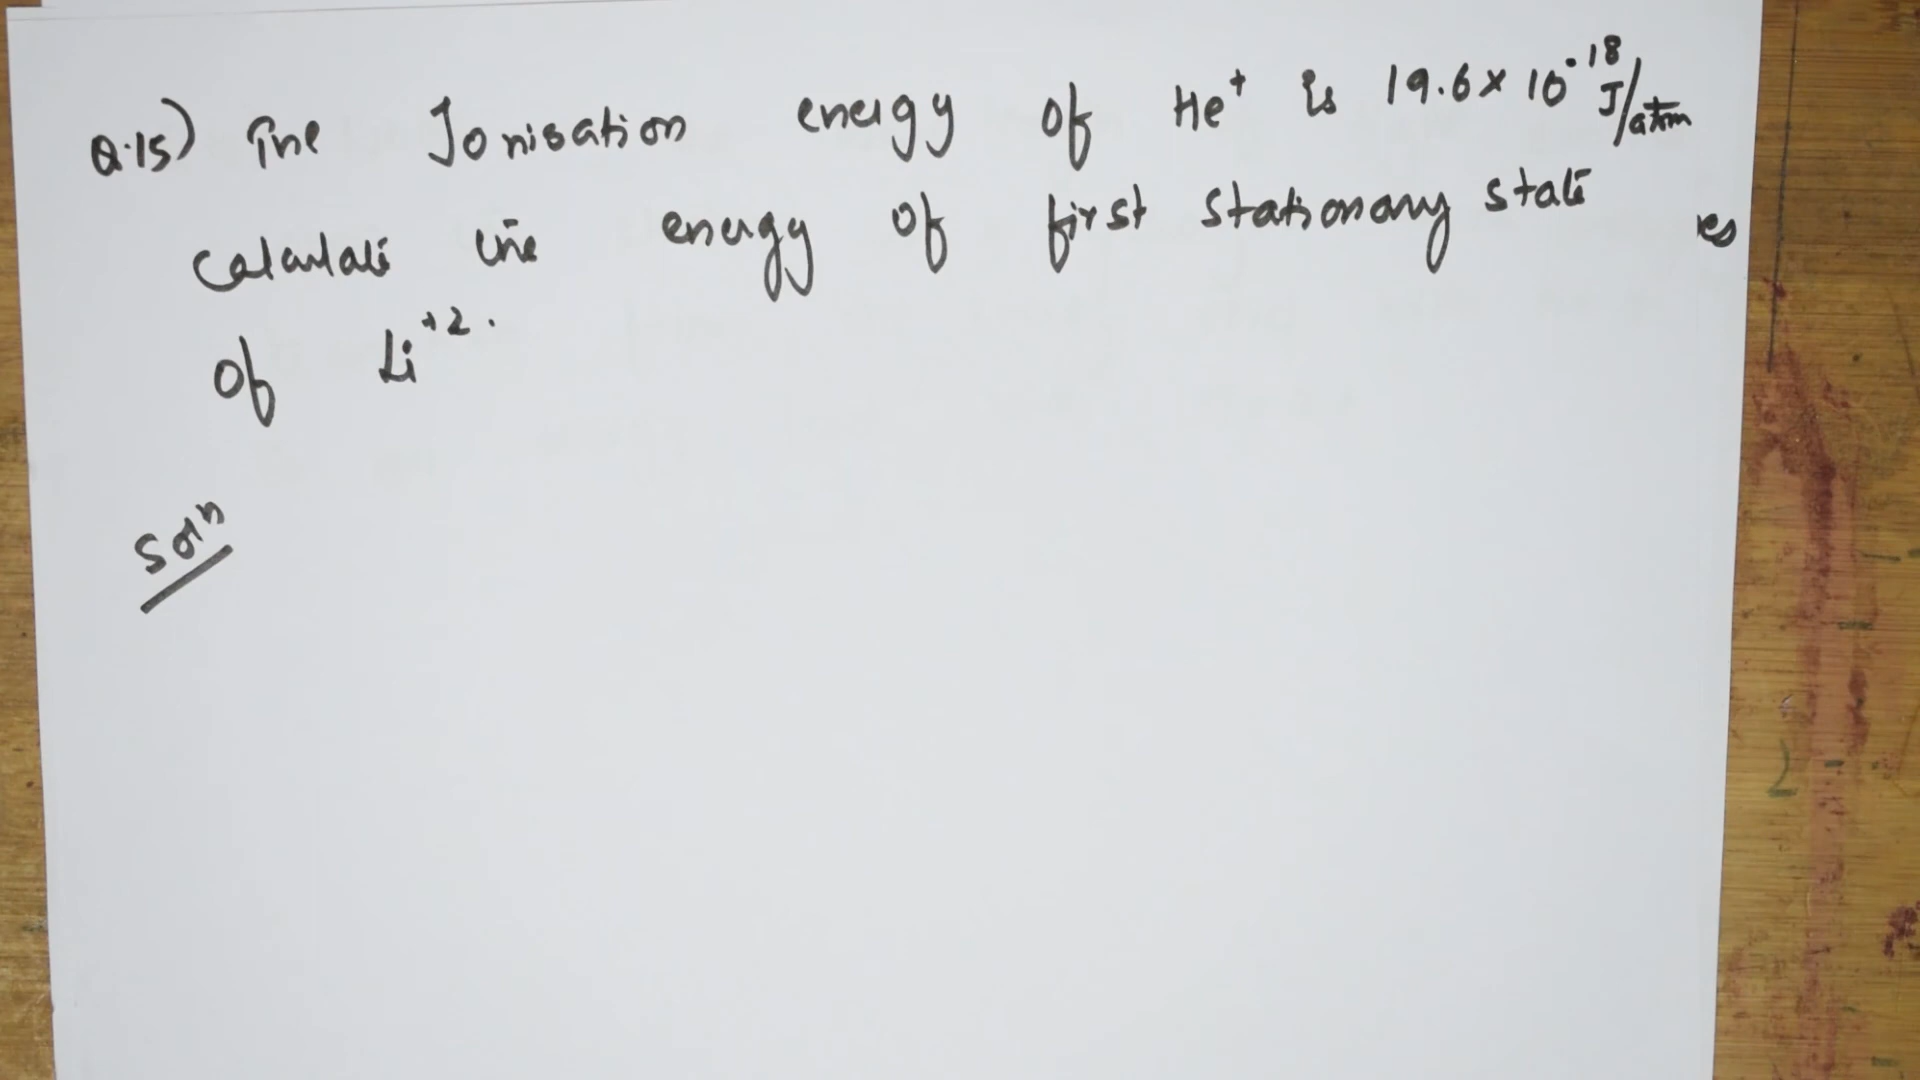 Q.15) The Ionisation energy of He⁺ is 19.6 x 10⁻¹⁸ J/atom
Calculate the energy of first stationary state
of Li⁺².
Solⁿ